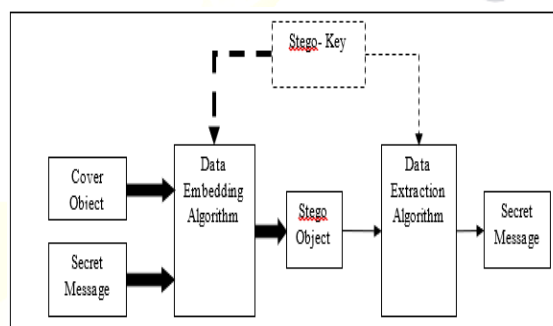 Stego- Key
Cover
Object
Secret
Message
Data
Embedding
Algorithm
Stego
Object
Data
Extraction
Algorithm
Secret
Message